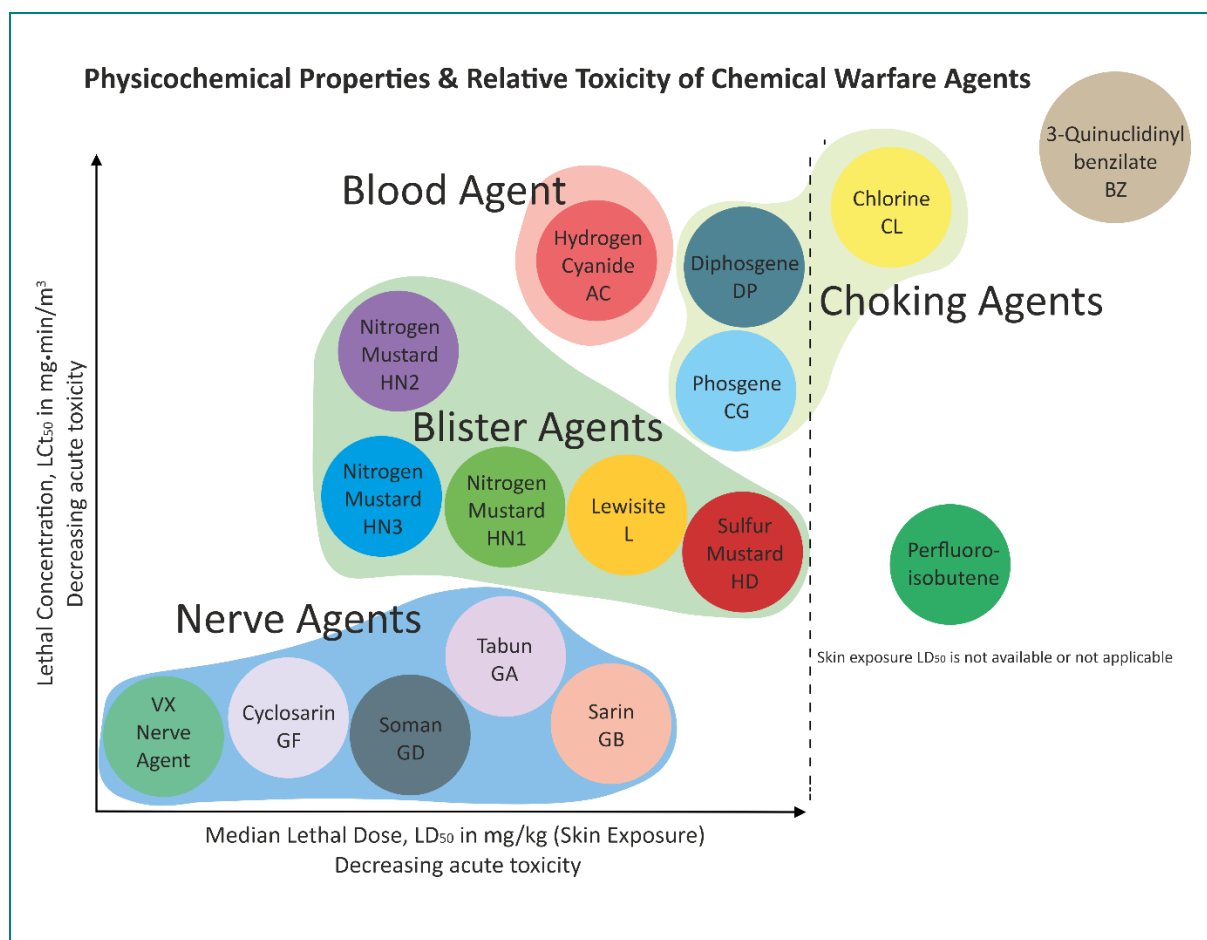 Physicochemical Properties & Relative Toxicity of Chemical Warfare Agents
3-Quinuclidinyl
benzilate
BZ
Blood Agent
Chlorine
CL
Hydrogen
Cyanide
AC
Diphosgene
DP
Choking Agents
Nitrogen
Mustard
HN2
Phosgene
CG
Blister Agents
Nitrogen
Mustard
HN3
Nitrogen
Mustard
HN1
Lewisite
L
Sulfur
Mustard
HD
Perfluoro-
isobutene
Nerve Agents
Tabun
GA
Skin exposure LD₅₀ is not available or not applicable
VX
Nerve
Agent
Cyclosarin
GF
Soman
GD
Sarin
GB
Lethal Concentration, LCt₅₀ in mg•min/m³
Decreasing acute toxicity
Median Lethal Dose, LD₅₀ in mg/kg (Skin Exposure)
Decreasing acute toxicity